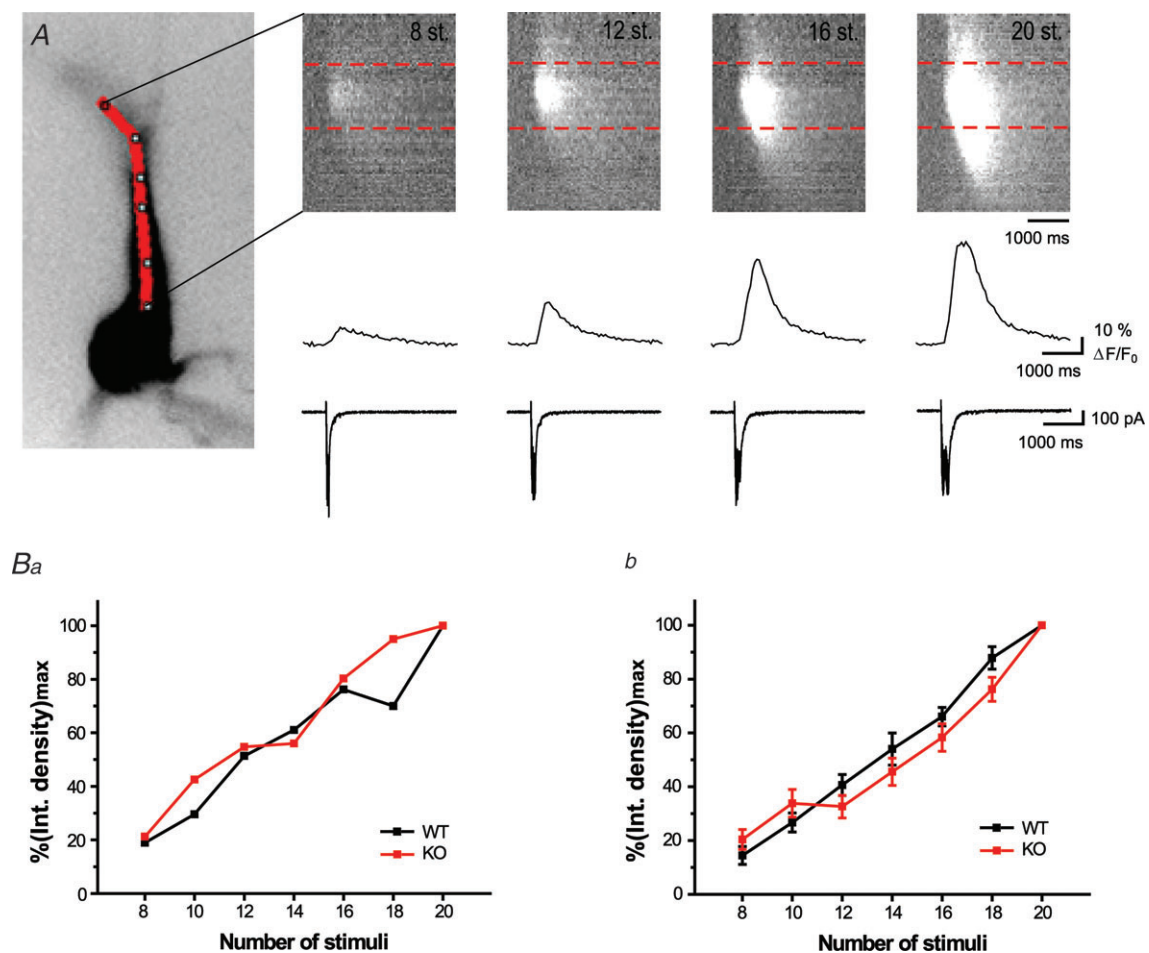 A
8 st.
12 st.
16 st.
20 st.
1000 ms
10 %
ΔF/F0
1000 ms
100 pA
1000 ms
Ba
%(Int. density)max
100
80
60
40
20
0
8 10 12 14 16 18 20
Number of stimuli
WT
KO
b
%(Int. density)max
100
80
60
40
20
0
8 10 12 14 16 18 20
Number of stimuli
WT
KO